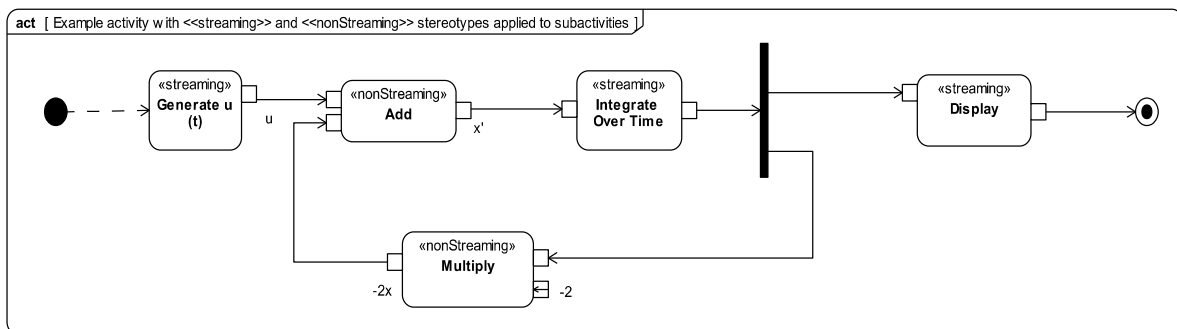 act [ Example activity with <<streaming>> and <<nonStreaming>> stereotypes applied to subactivities ]
«streaming»
Generate u
(t)
u
«nonStreaming»
Add
x'
«streaming»
Integrate
Over Time
«streaming»
Display
«nonStreaming»
Multiply
-2x
-2